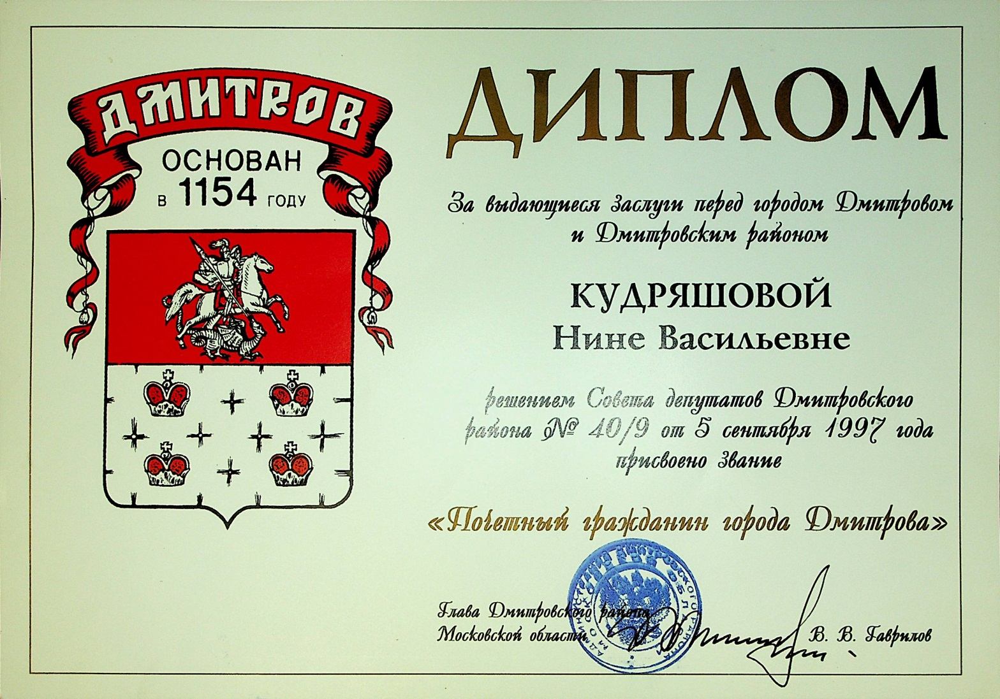 ДМИТРОВ
ОСНОВАН
В 1154 ГОДУ
ДИПЛОМ
За выдающиеся заслуги перед городом Дмитровом
и Дмитровским районом
КУДРЯШОВОЙ
Нине Васильевне
решением Совета депутатов Дмитровского
района № 40/9 от 5 сентября 1997 года
присвоено звание
«Почетный гражданин города Дмитрова»
Глава Дмитровского района
Московской области
В. В. Гаврилов